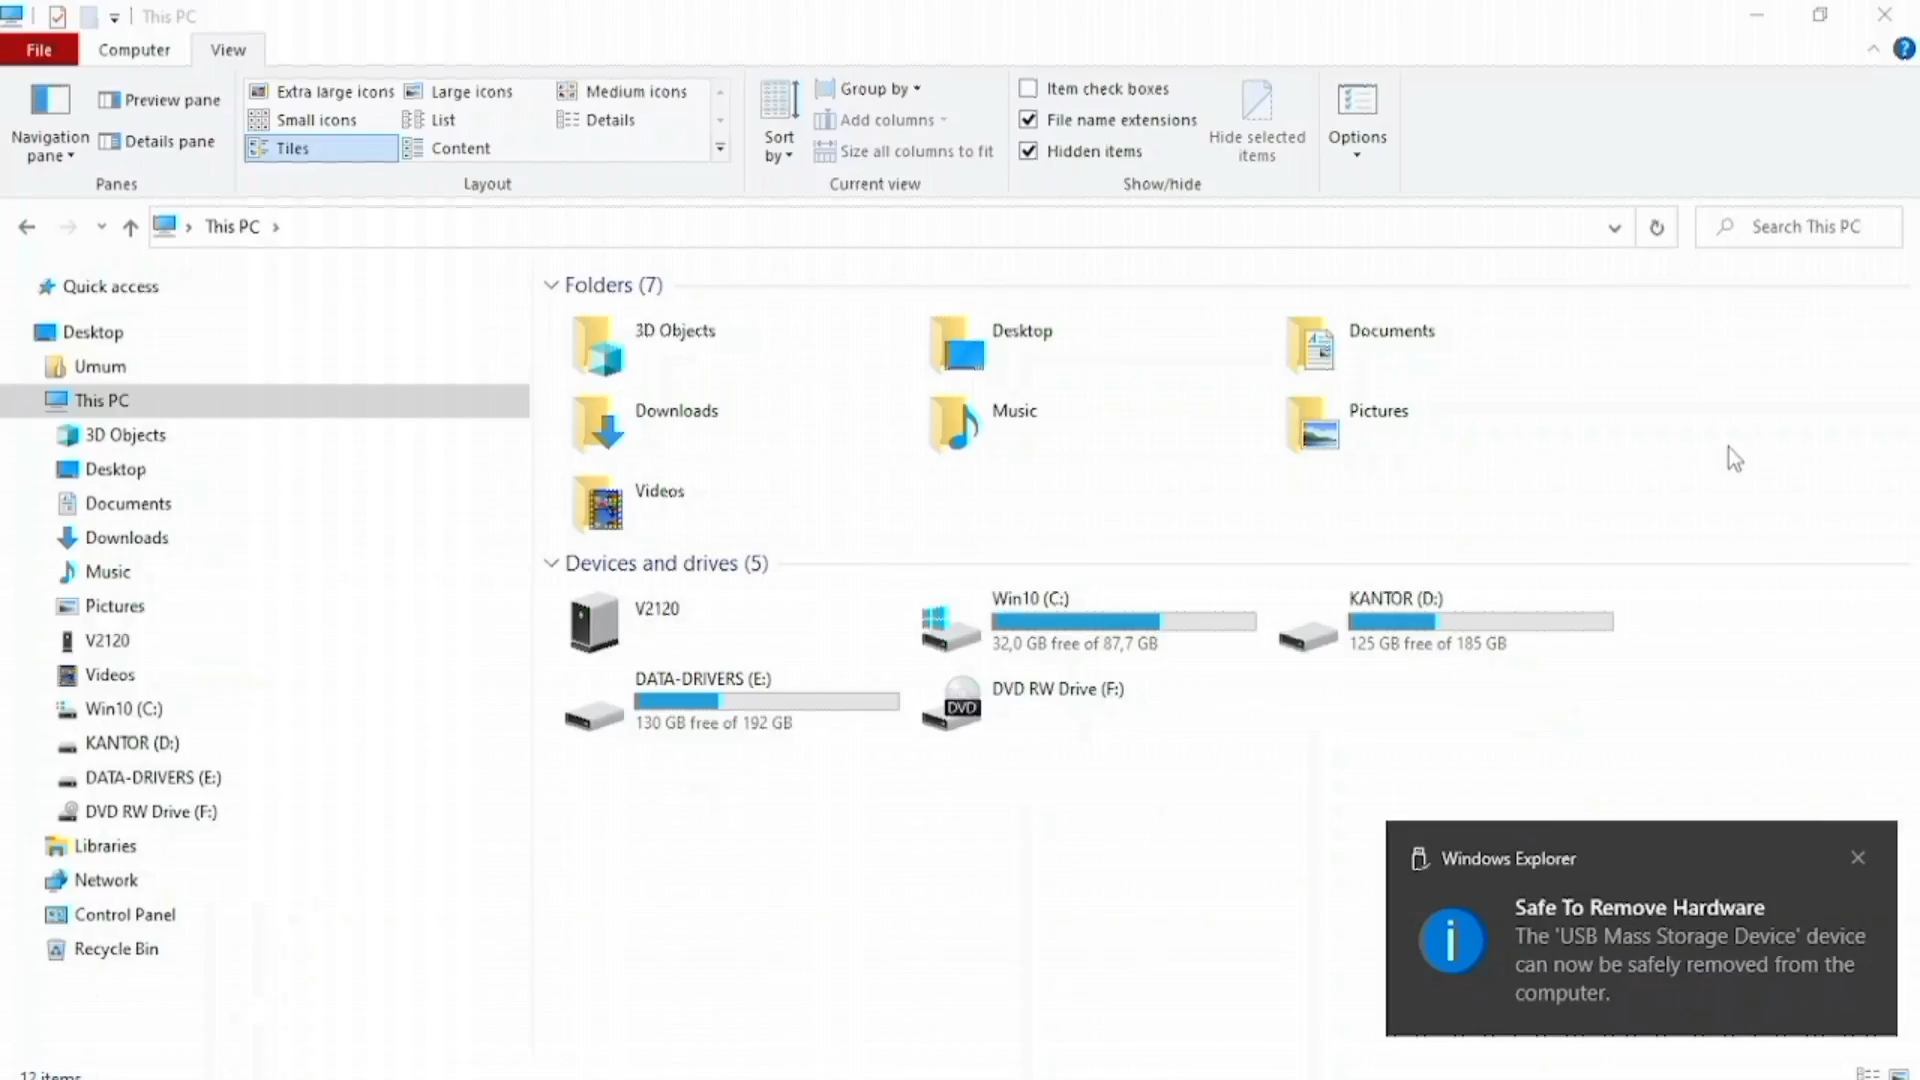 This PC
File
Computer
View
Navigation pane
Preview pane
Details pane
Panes
Extra large icons
Large icons
Medium icons
Small icons
List
Details
Tiles
Content
Layout
Sort by
Group by
Add columns
Size all columns to fit
Current view
Item check boxes
File name extensions
Hidden items
Hide selected items
Show/hide
Options
This PC
Search This PC
Quick access
Desktop
Umum
This PC
3D Objects
Desktop
Documents
Downloads
Music
Pictures
V2120
Videos
Win10 (C:)
KANTOR (D:)
DATA-DRIVERS (E:)
DVD RW Drive (F:)
Libraries
Network
Control Panel
Recycle Bin
Folders (7)
3D Objects
Desktop
Documents
Downloads
Music
Pictures
Videos
Devices and drives (5)
V2120
Win10 (C:)
32,0 GB free of 87,7 GB
KANTOR (D:)
125 GB free of 185 GB
DATA-DRIVERS (E:)
130 GB free of 192 GB
DVD
DVD RW Drive (F:)
Windows Explorer
Safe To Remove Hardware
The 'USB Mass Storage Device' device
can now be safely removed from the
computer.
12 items